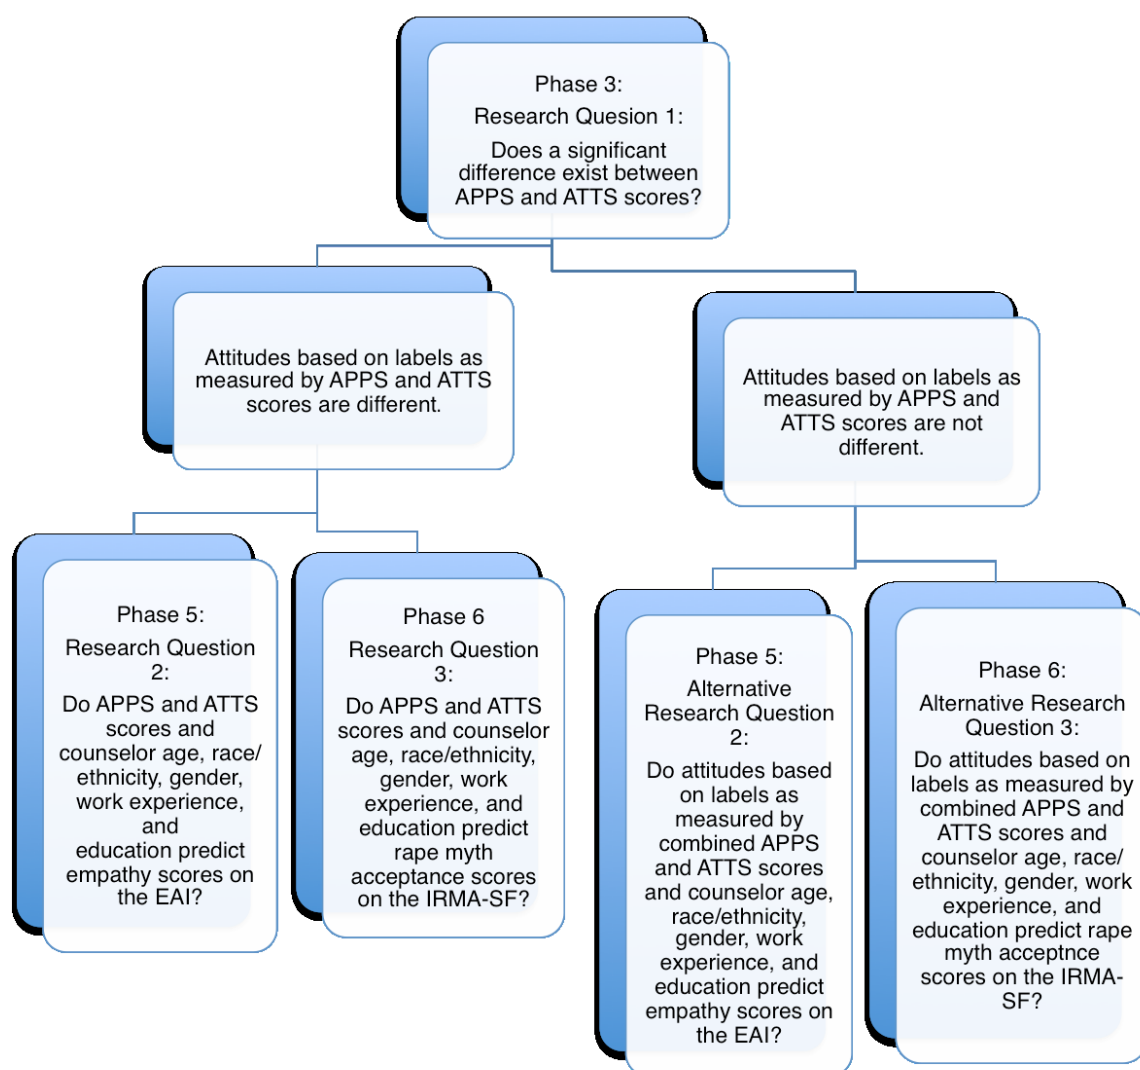 Phase 3:
Research Quesion 1:
Does a significant
difference exist between
APPS and ATTS scores?
Attitudes based on labels as
measured by APPS and ATTS
scores are different.
Attitudes based on labels as
measured by APPS and
ATTS scores are not
different.
Phase 5:
Research Question
2:
Do APPS and ATTS
scores and
counselor age, race/
ethnicity, gender,
work experience,
and
education predict
empathy scores on
the EAI?
Phase 6
Research Question
3:
Do APPS and ATTS
scores and counselor
age, race/ethnicity,
gender, work
experience, and
education predict
rape myth
acceptance scores
on the IRMA-SF?
Phase 5:
Alternative
Research Question
2:
Do attitudes based
on labels as
measured by
combined APPS
and ATTS scores
and counselor age,
race/ethnicity,
gender, work
experience, and
education predict
empathy scores on
the EAI?
Phase 6:
Alternative Research
Question 3:
Do attitudes based on
labels as measured by
combined APPS and
ATTS scores and
counselor age, race/
ethnicity, gender, work
experience, and
education predict rape
myth acceptnce
scores on the IRMA-
SF?